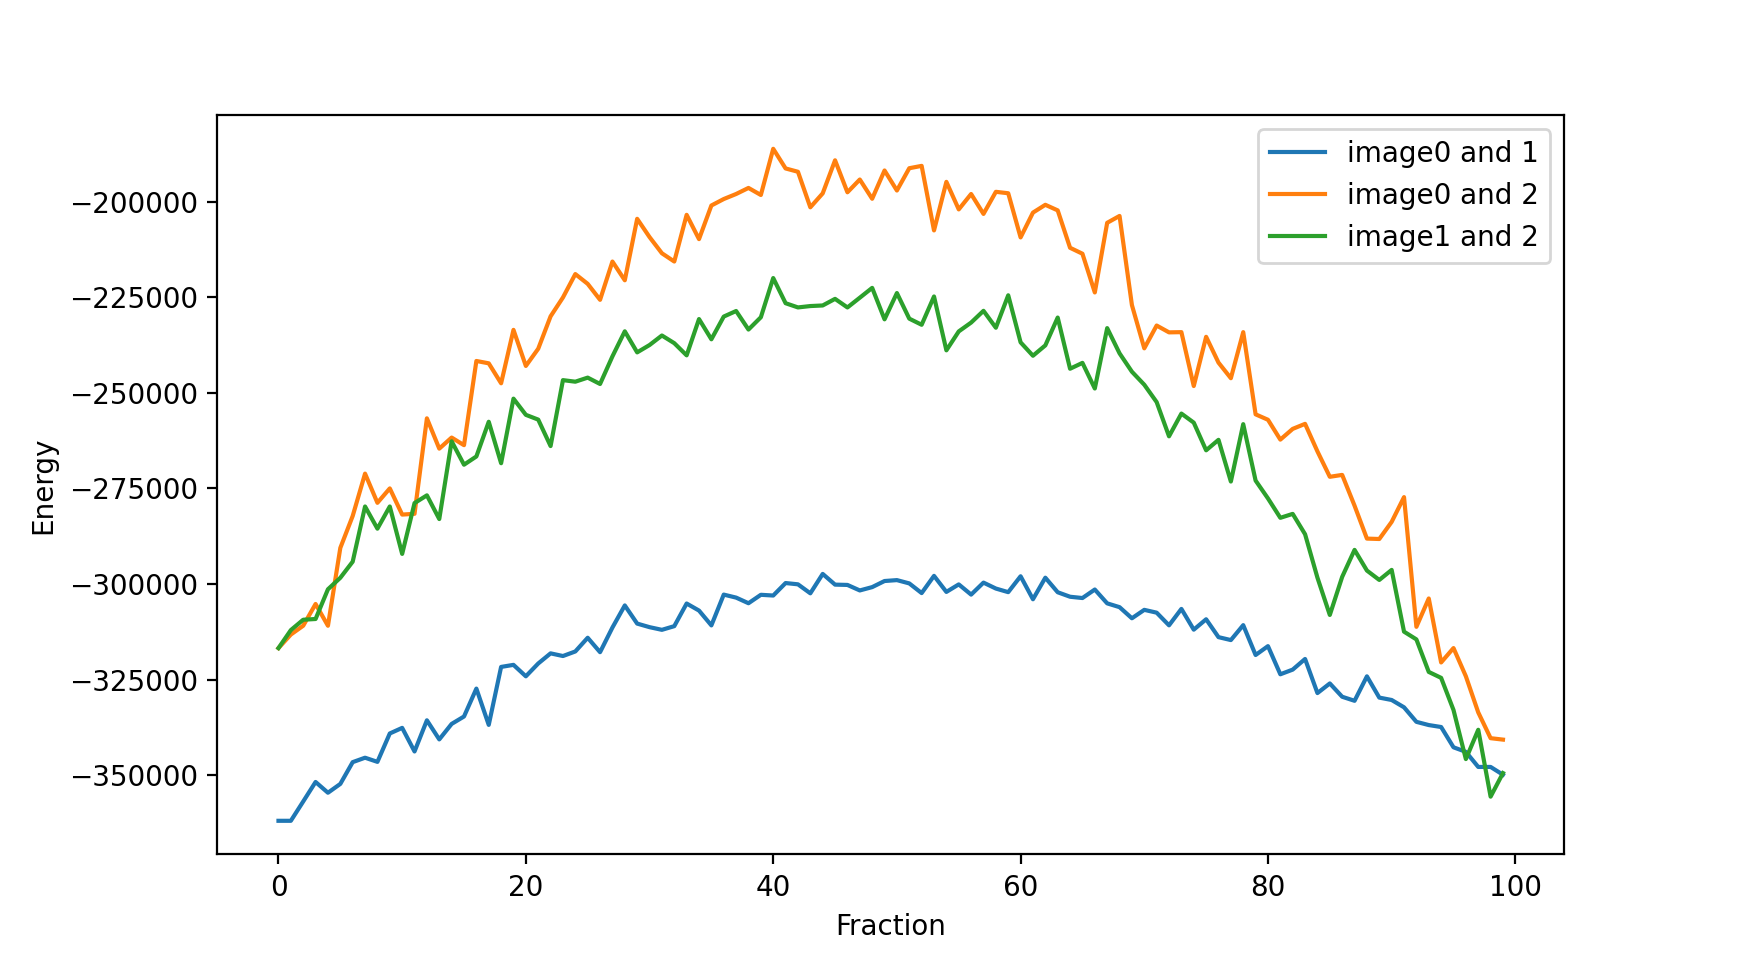 image0 and 1
image0 and 2
image1 and 2
−200000
−225000
−250000
−275000
−300000
−325000
−350000
Energy
0 20 40 60 80 100
Fraction